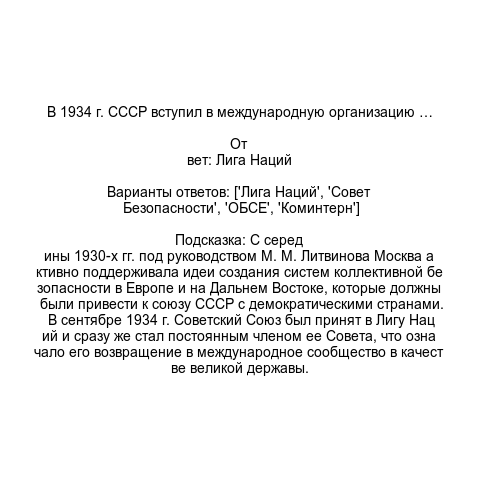 В 1934 г. СССР вступил в международную организацию …
От
вет: Лига Наций
Варианты ответов: ['Лига Наций', 'Совет
Безопасности', 'ОБСЕ', 'Коминтерн']
Подсказка: С серед
ины 1930-х гг. под руководством М. М. Литвинова Москва а
ктивно поддерживала идеи создания систем коллективной бе
зопасности в Европе и на Дальнем Востоке, которые должны
были привести к союзу СССР с демократическими странами.
В сентябре 1934 г. Советский Союз был принят в Лигу Нац
ий и сразу же стал постоянным членом ее Совета, что озна
чало его возвращение в международное сообщество в качест
ве великой державы.